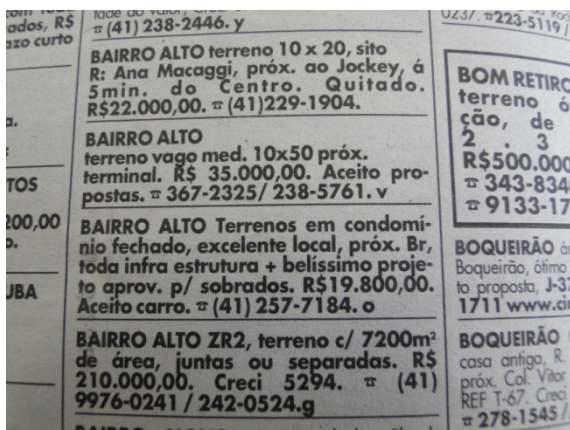 ados, R$
azo curto
TOS
200,00
UBA
☎(41) 238-2446. y
BAIRRO ALTO terreno 10 x 20, sito
R: Ana Macaggi, próx. ao Jockey, á
5min. do Centro. Quitado.
R$22.000,00. ☎(41)229-1904.
BAIRRO ALTO
terreno vago med. 10x50 próx.
terminal. R$ 35.000,00. Aceito pro-
postas. ☎ 367-2325/ 238-5761. v
BAIRRO ALTO Terrenos em condomí-
nio fechado, excelente local, próx. Br,
toda infra estrutura + belíssimo proje-
to aprov. p/ sobrados. R$19.800,00.
Aceito carro. ☎(41) 257-7184. o
BAIRRO ALTO ZR2, terreno c/ 7200m²
de área, juntas ou separadas. R$
210.000,00. Creci 5294. ☎ (41)
9976-0241 / 242-0524.g
0237. ☎223-5119 /
BOM RETIRO
terreno ó
ção, de
2 . 3
R$500.000
☎ 343-834
☎ 9133-17
BOQUEIRÃO ár
Boqueirão, ótimo
to proposta, J-32
1711 www.cid
BOQUEIRÃO
casa antiga, R.
próx. Col. Vitor
REF T-67. Creci
☎ 278-1545 /